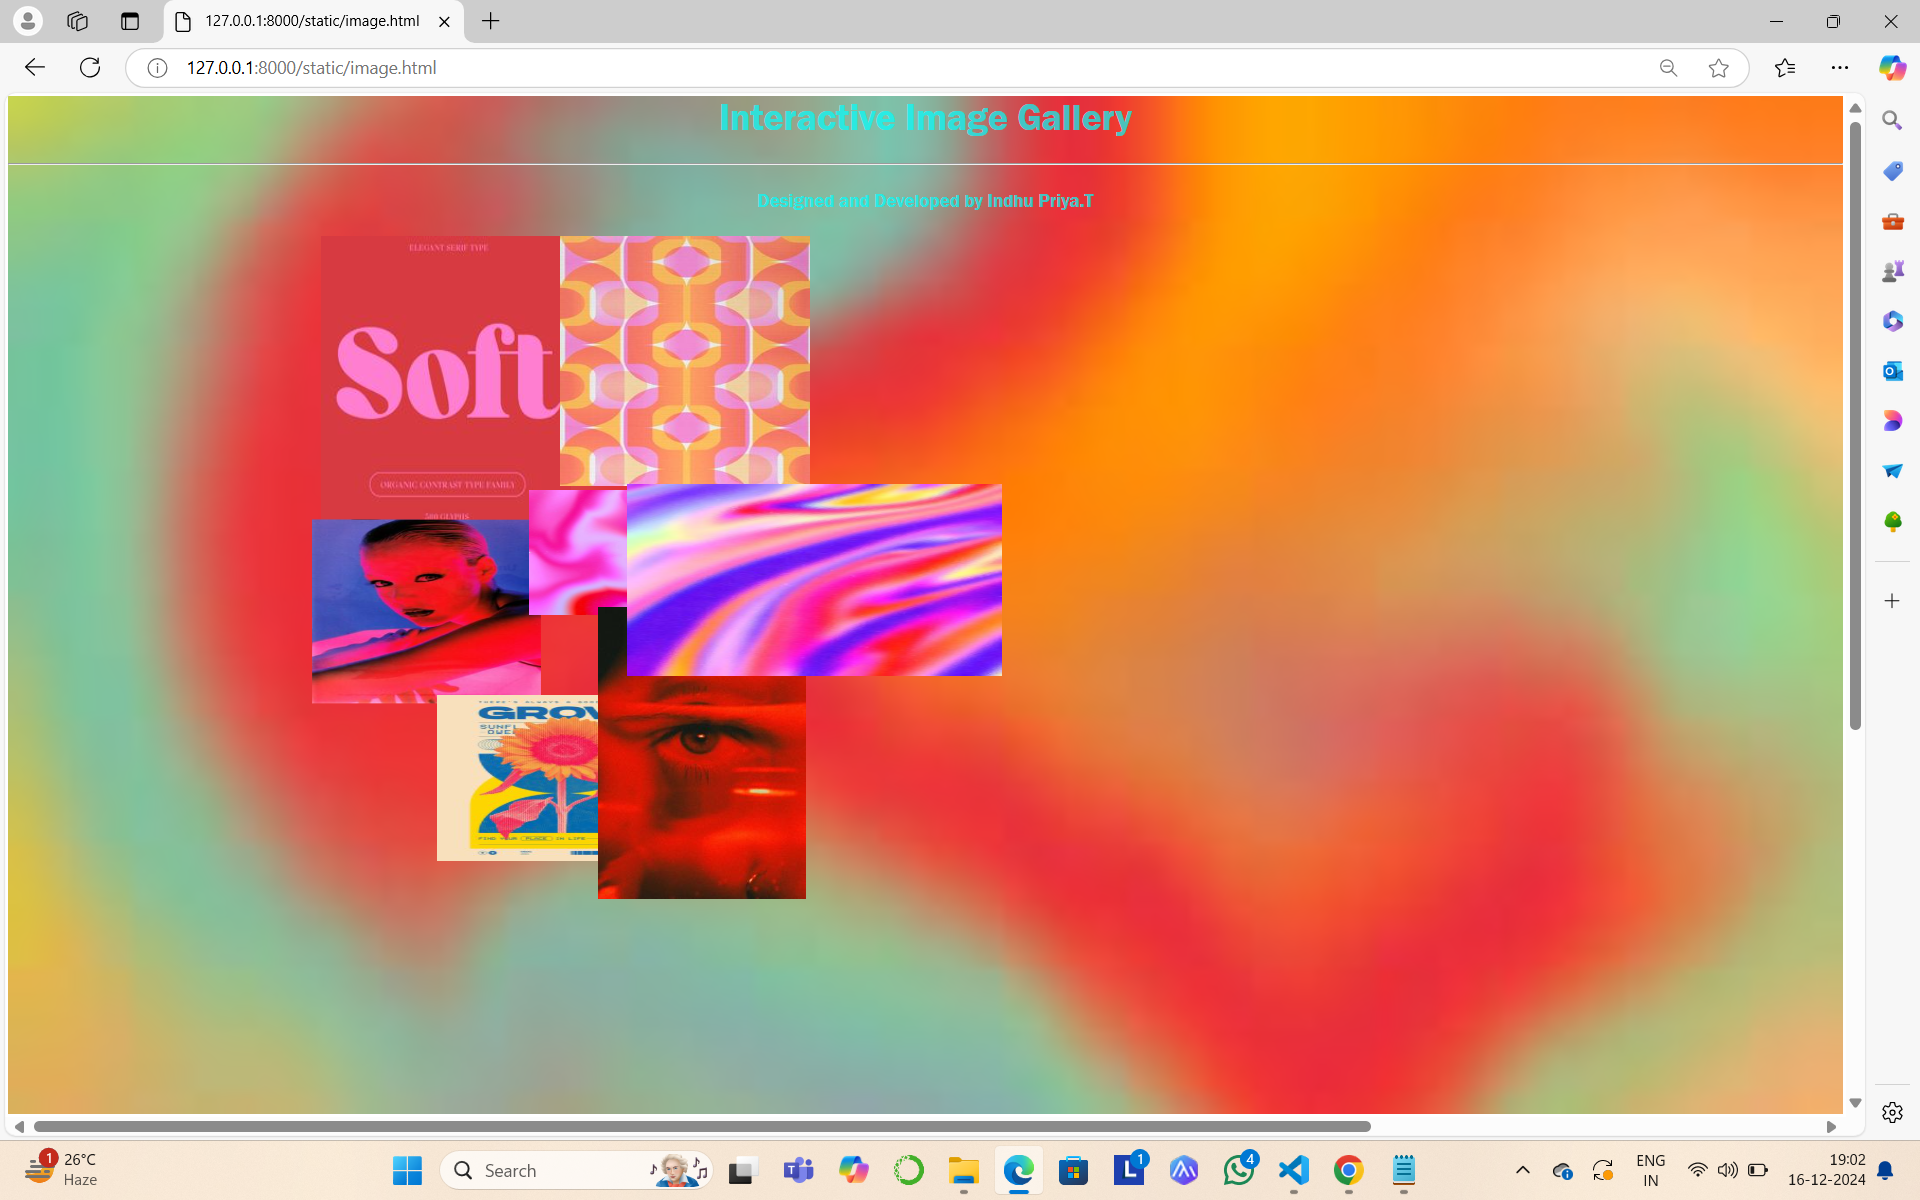 127.0.0.1:8000/static/image.html
127.0.0.1:8000/static/image.html
Interactive Image Gallery
Designed and Developed by Indhu Priya.T
ELEGANT SERIF TYPE
Soft
ORGANIC CONTRAST TYPE FAMILY
GLYPHS
GROW
SUNFL
OWER
FIND YOUR PLACE IN LIFE
1
26°C
Haze
Search
1
4
ENG
IN
19:02
16-12-2024